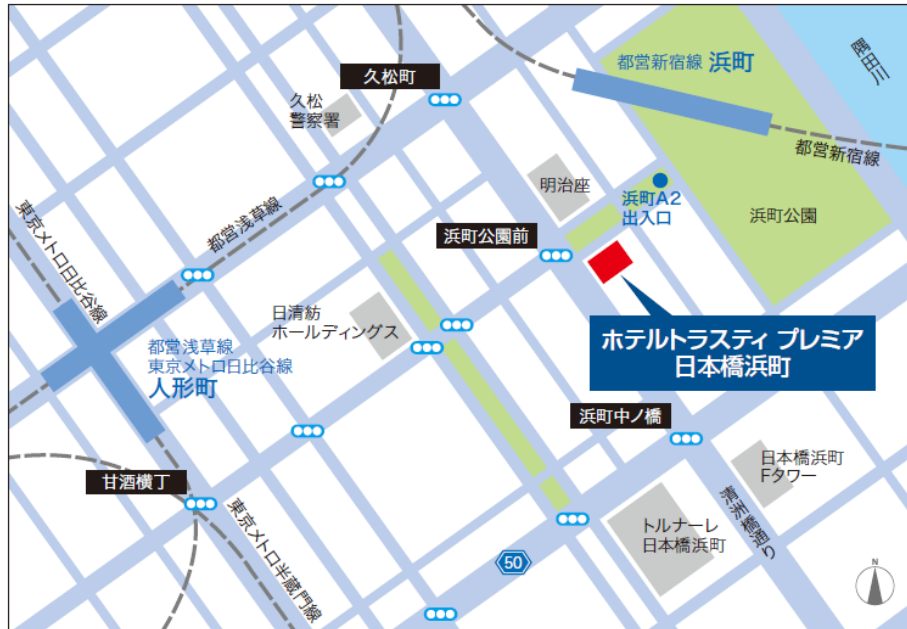 隅田川
都営新宿線 浜町
久松町
久松
警察署
都営新宿線
明治座
浜町A2
出入口
浜町公園
東京メトロ日比谷線
都営浅草線
浜町公園前
日清紡
ホールディングス
ホテルトラスティ プレミア
日本橋浜町
都営浅草線
東京メトロ日比谷線
人形町
浜町中ノ橋
甘酒横丁
日本橋浜町
Fタワー
清洲橋通り
トルナーレ
日本橋浜町
東京メトロ半蔵門線
50
N